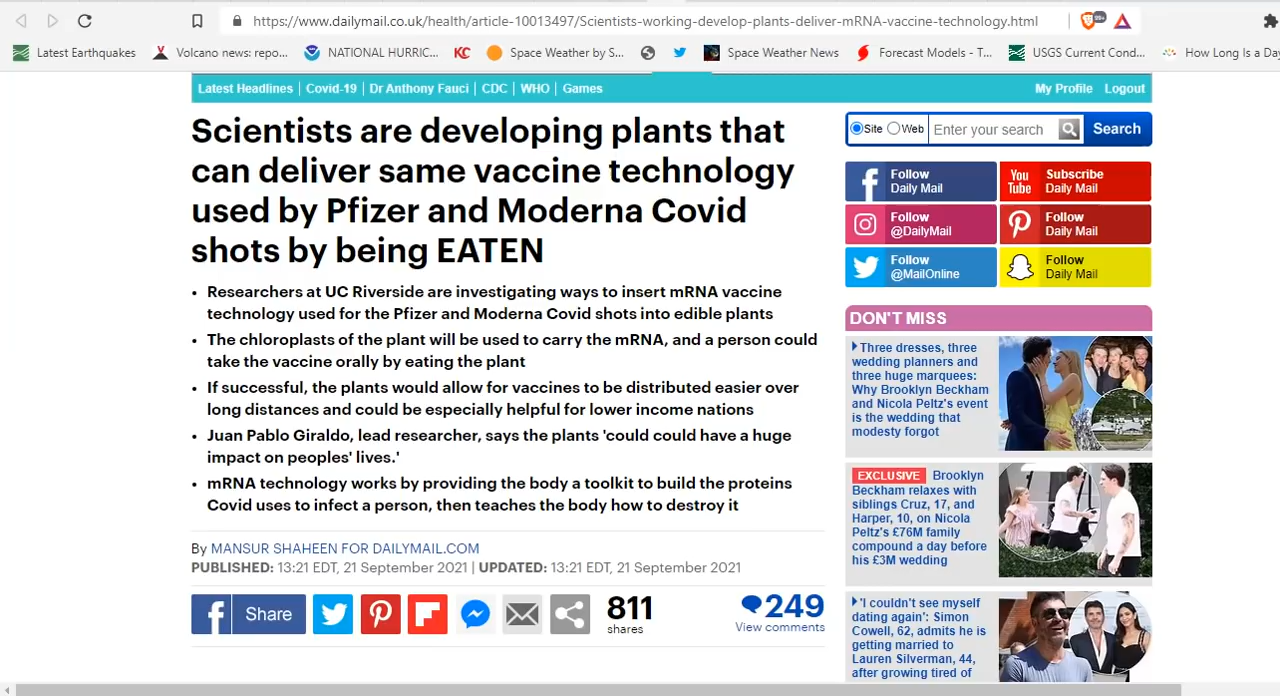 https://www.dailymail.co.uk/health/article-10013497/Scientists-working-develop-plants-deliver-mRNA-vaccine-technology.html
Latest Earthquakes
Volcano news: repo...
NATIONAL HURRIC...
KC
Space Weather by S...
Space Weather News
Forecast Models - T...
USGS Current Cond...
How Long Is a Day
Latest Headlines | Covid-19 | Dr Anthony Fauci | CDC | WHO | Games
My Profile Logout
Scientists are developing plants that
can deliver same vaccine technology
used by Pfizer and Moderna Covid
shots by being EATEN
• Researchers at UC Riverside are investigating ways to insert mRNA vaccine
technology used for the Pfizer and Moderna Covid shots into edible plants
• The chloroplasts of the plant will be used to carry the mRNA, and a person could
take the vaccine orally by eating the plant
• If successful, the plants would allow for vaccines to be distributed easier over
long distances and could be especially helpful for lower income nations
• Juan Pablo Giraldo, lead researcher, says the plants 'could could have a huge
impact on peoples' lives.'
• mRNA technology works by providing the body a toolkit to build the proteins
Covid uses to infect a person, then teaches the body how to destroy it
By MANSUR SHAHEEN FOR DAILYMAIL.COM
PUBLISHED: 13:21 EDT, 21 September 2021 | UPDATED: 13:21 EDT, 21 September 2021
f Share
811
shares
249
View comments
Site Web Enter your search Search
Follow
Daily Mail
You
Tube
Subscribe
Daily Mail
Follow
@DailyMail
Follow
Daily Mail
Follow
@MailOnline
Follow
Daily Mail
DON'T MISS
Three dresses, three
wedding planners and
three huge marquees:
Why Brooklyn Beckham
and Nicola Peltz's event
is the wedding that
modesty forgot
EXCLUSIVE Brooklyn
Beckham relaxes with
siblings Cruz, 17, and
Harper, 10, on Nicola
Peltz's £76M family
compound a day before
his £3M wedding
'I couldn't see myself
dating again': Simon
Cowell, 62, admits he is
getting married to
Lauren Silverman, 44,
after growing tired of